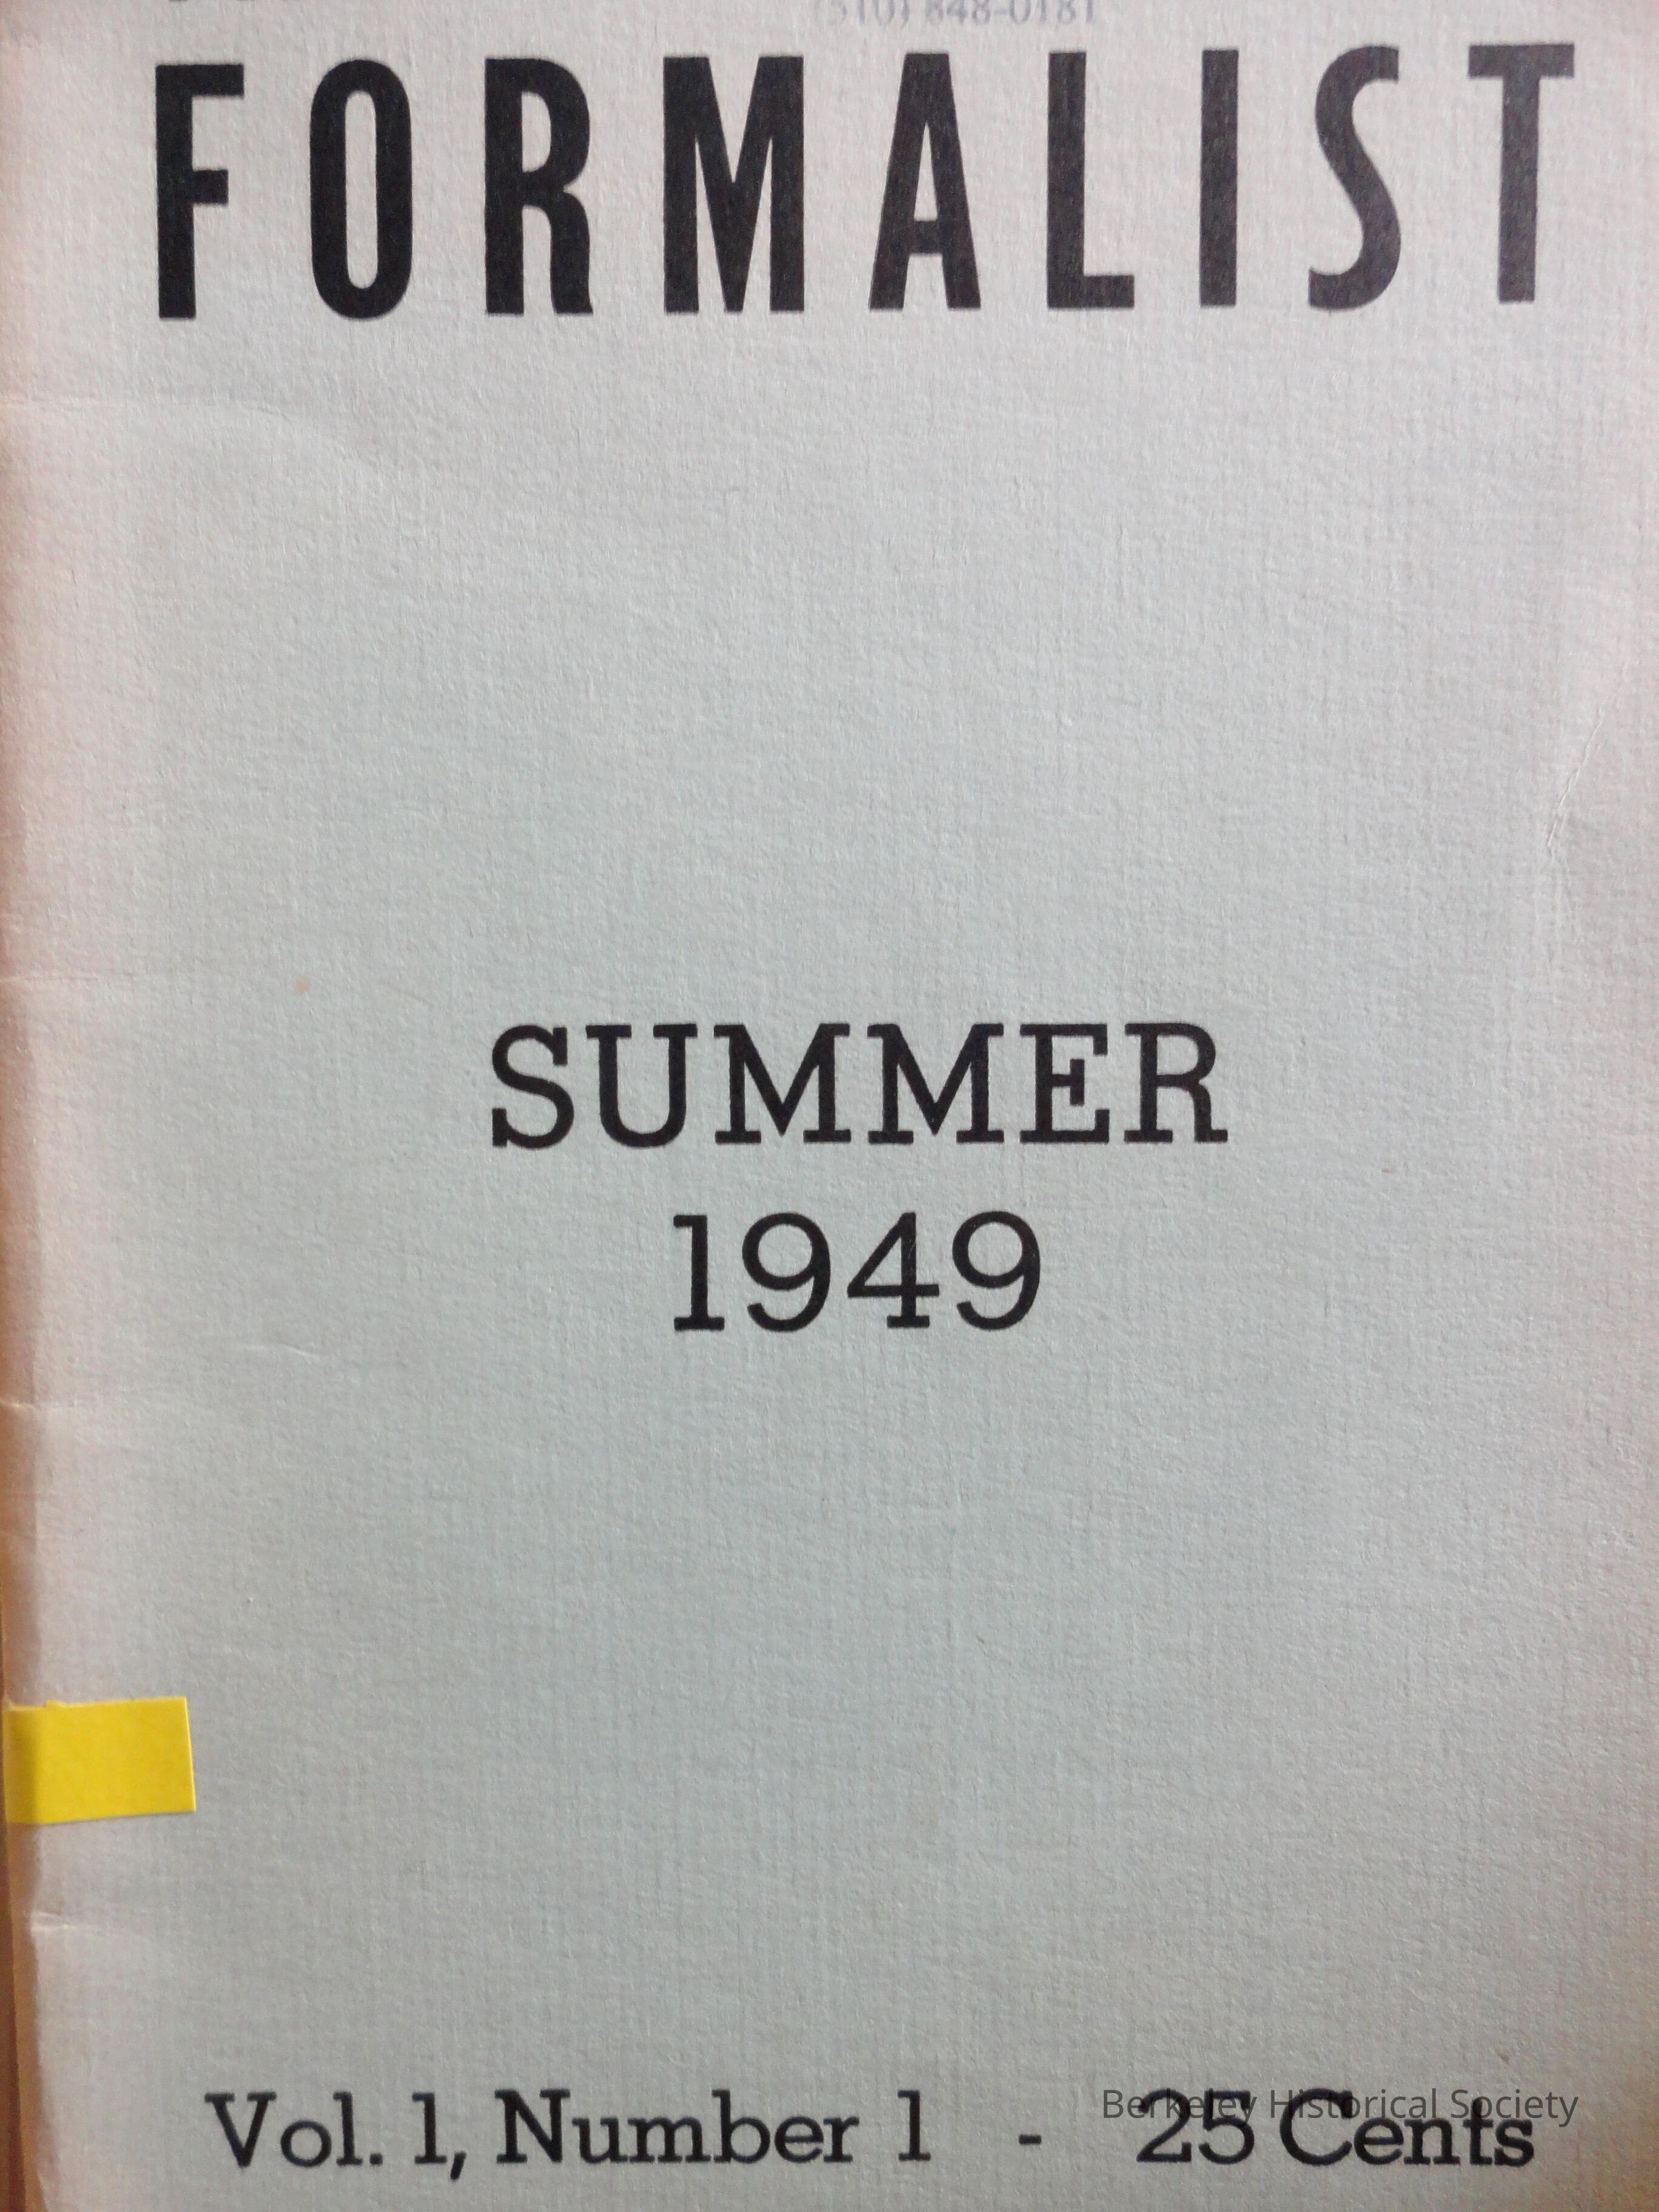 (510) 848-0181
FORMALIST
SUMMER
1949
Vol. 1, Number 1 - 25 Cents
Berkeley Historical Society